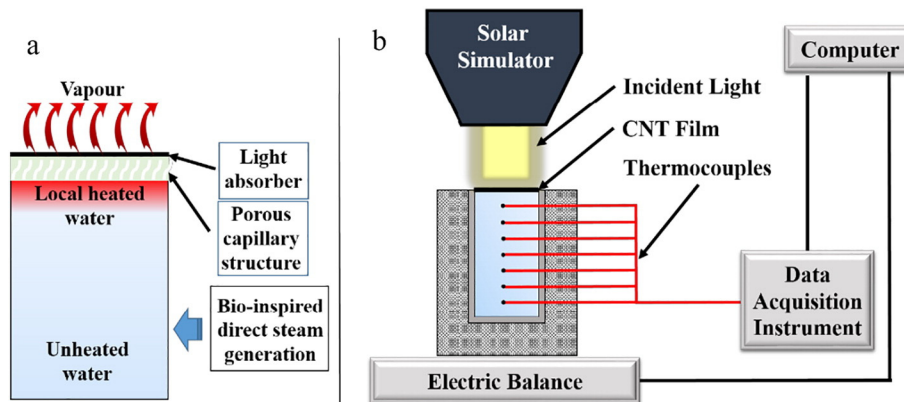 a
Vapour
Light
absorber
Local heated
water
Porous
capillary
structure
Bio-inspired
direct steam
generation
Unheated
water
b
Solar
Simulator
Computer
Incident Light
CNT Film
Thermocouples
Data
Acquisition
Instrument
Electric Balance